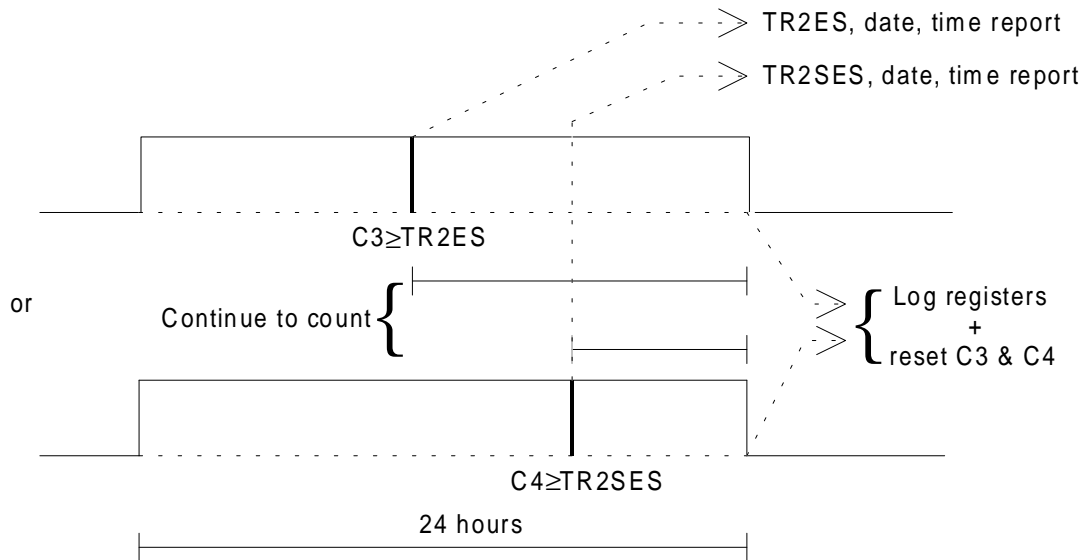 TR2ES, date, time report
TR2SES, date, time report
C3≥TR2ES
or
Continue to count {
{ Log registers
+
reset C3 & C4
C4≥TR2SES
24 hours